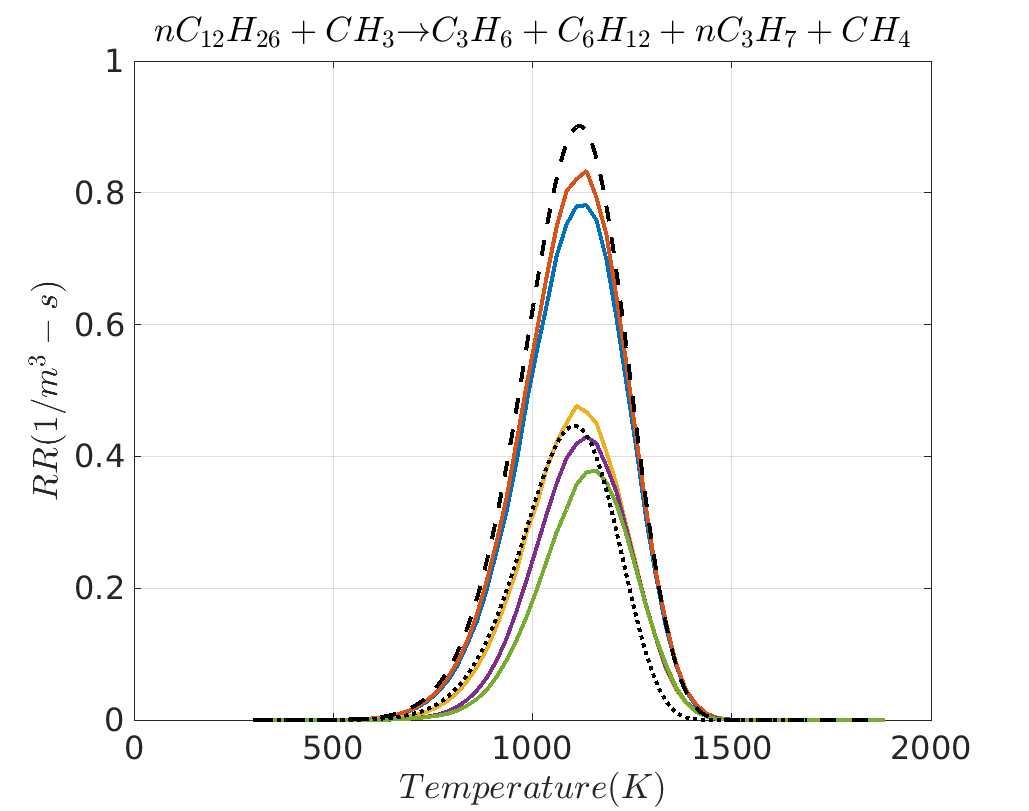 nC₁₂H₂₆ + CH₃→C₃H₆ + C₆H₁₂ + nC₃H₇ + CH₄
1
0.8
0.6
0.4
0.2
0
RR(1/m³ − s)
0 500 1000 1500 2000
Temperature(K)